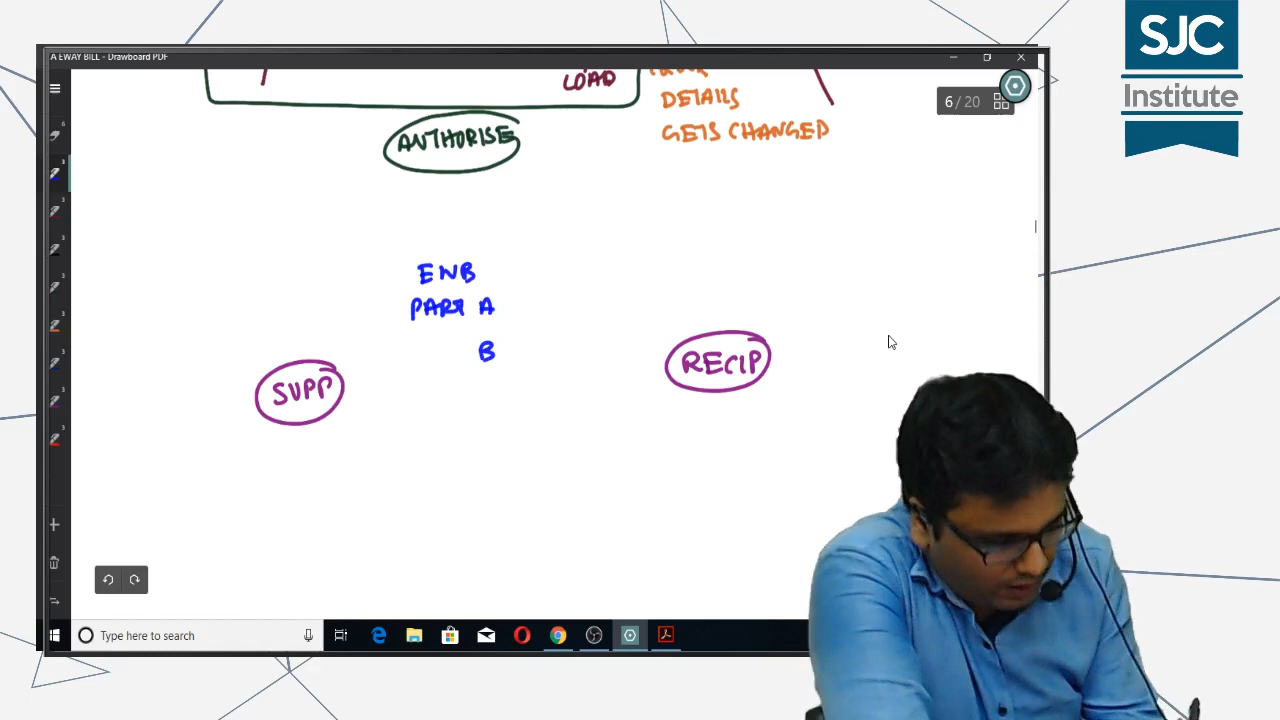 SJC
Institute
A EWAY BILL - Drawboard PDF
6 / 20
LOAD
DETAILS
GETS CHANGED
AUTHORISE
EWB
PART A
B
SUPP
RECIP
Type here to search